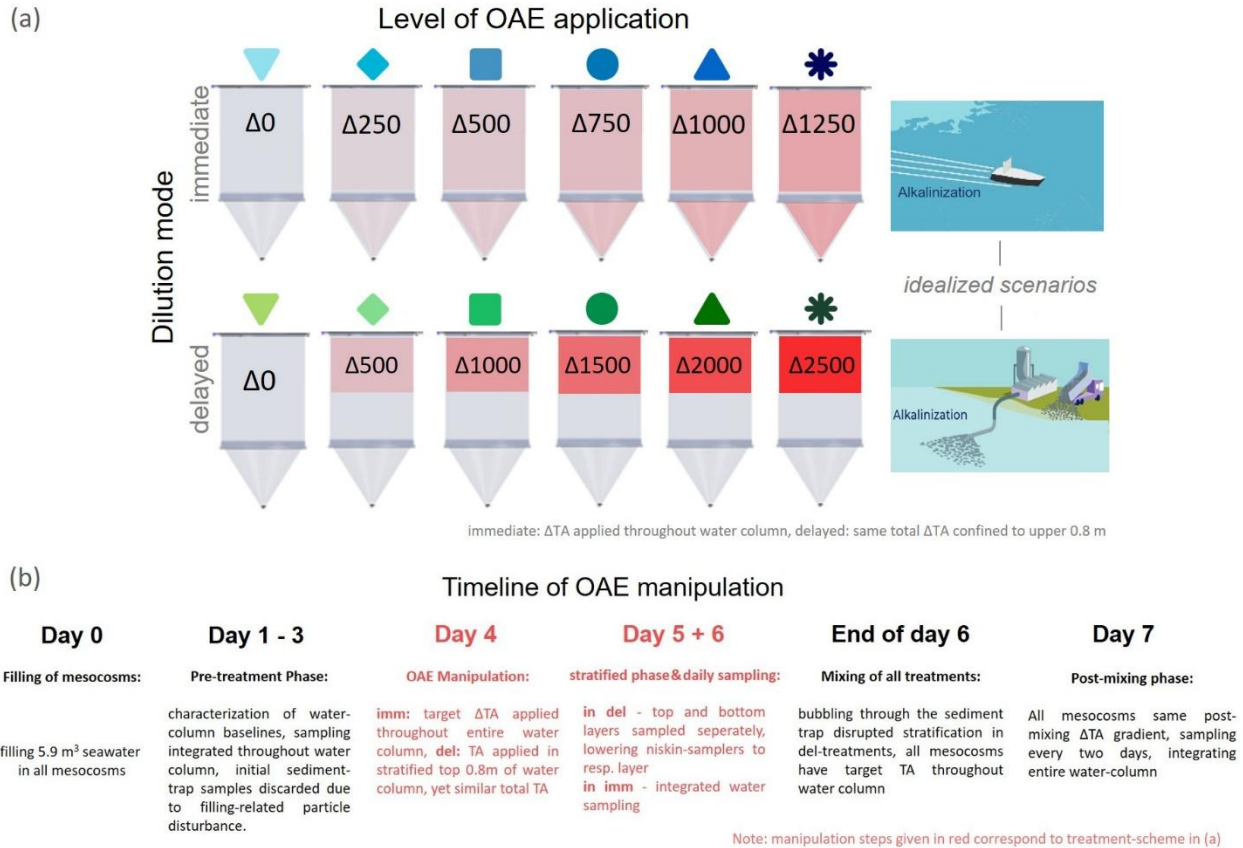 (a)
Level of OAE application
Dilution mode
immediate
Δ0
Δ250
Δ500
Δ750
Δ1000
Δ1250
Alkalinization
idealized scenarios
delayed
Δ0
Δ500
Δ1000
Δ1500
Δ2000
Δ2500
Alkalinization
immediate: ΔTA applied throughout water column, delayed: same total ΔTA confined to upper 0.8 m
(b)
Timeline of OAE manipulation
Day 0
Filling of mesocosms:
filling 5.9 m³ seawater
in all mesocosms
Day 1 - 3
Pre-treatment Phase:
characterization of water-
column baselines, sampling
integrated throughout water
column, initial sediment-
trap samples discarded due
to filling-related particle
disturbance.
Day 4
OAE Manipulation:
imm: target ΔTA applied
throughout entire water
column, del: TA applied in
stratified top 0.8m of water
column, yet similar total TA
Day 5 + 6
stratified phase & daily sampling:
in del - top and bottom
layers sampled seperately,
lowering niskin-samplers to
resp. layer
in imm - integrated water
sampling
End of day 6
Mixing of all treatments:
bubbling through the sediment
trap disrupted stratification in
del-treatments, all mesocosms
have target TA throughout
water column
Day 7
Post-mixing phase:
All mesocosms same post-
mixing ΔTA gradient, sampling
every two days, integrating
entire water-column
Note: manipulation steps given in red correspond to treatment-scheme in (a)